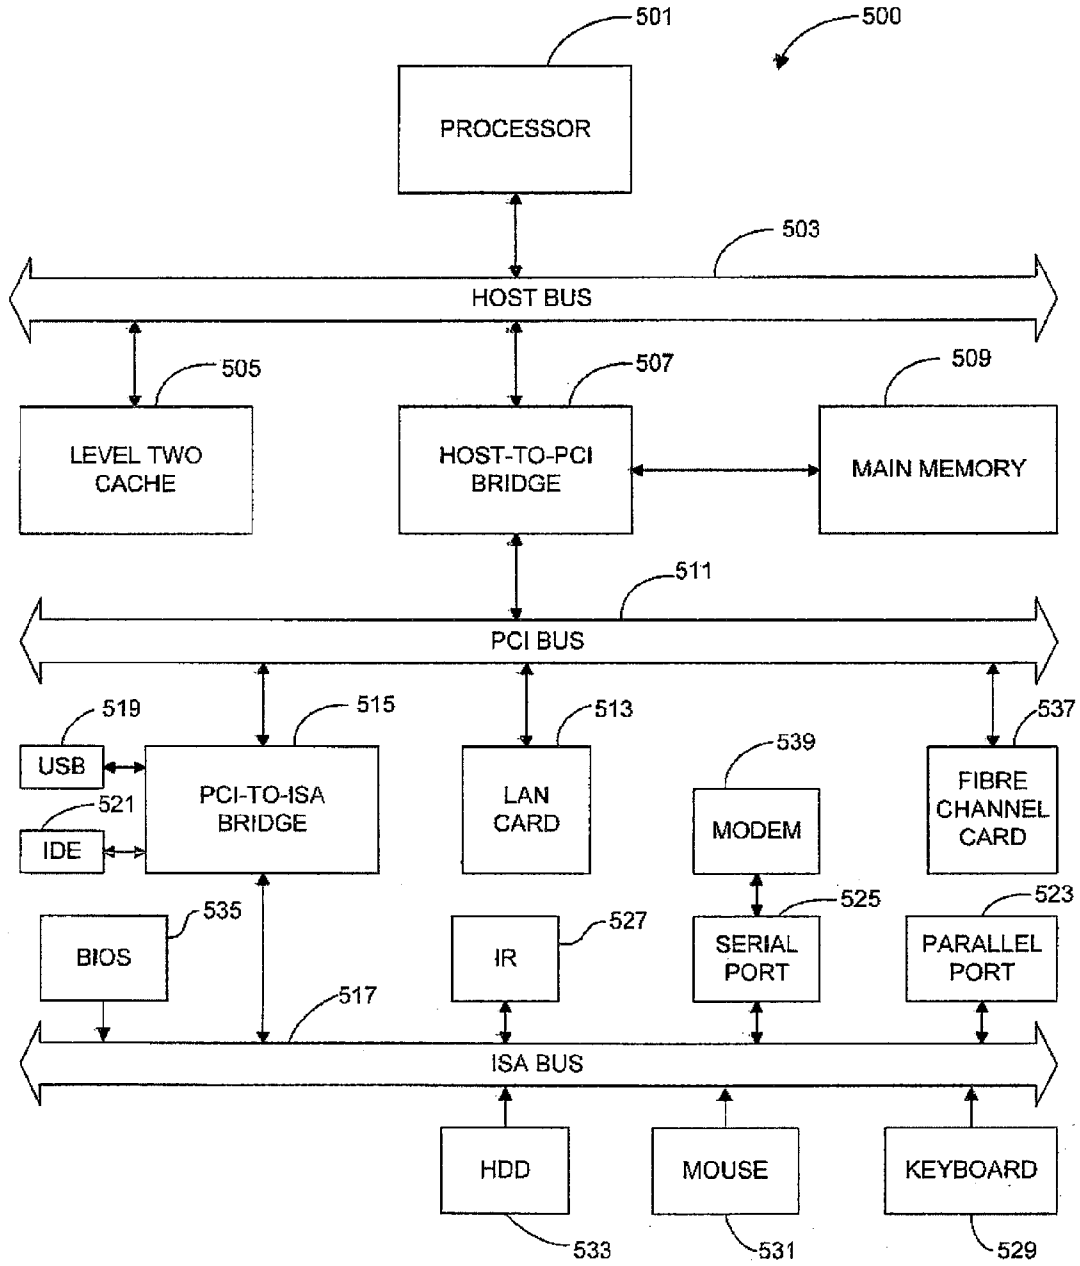 501
500
PROCESSOR
503
HOST BUS
505
507
509
LEVEL TWO
CACHE
HOST-TO-PCI
BRIDGE
MAIN MEMORY
511
PCI BUS
519
515
513
539
537
USB
PCI-TO-ISA
BRIDGE
LAN
CARD
MODEM
FIBRE
CHANNEL
CARD
521
IDE
535
527
525
523
BIOS
IR
SERIAL
PORT
PARALLEL
PORT
517
ISA BUS
HDD
MOUSE
KEYBOARD
533
531
529